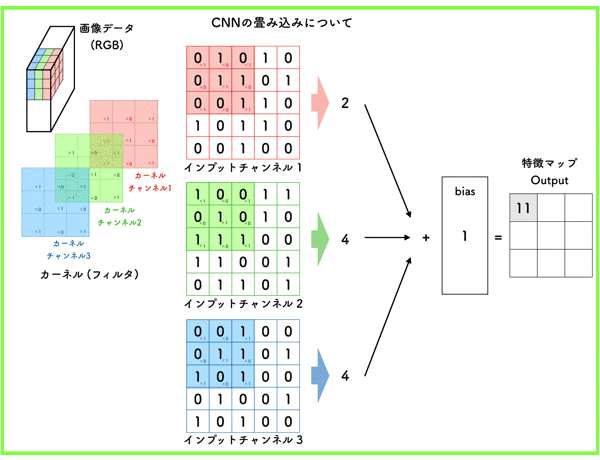 CNNの畳み込みについて
画像データ
(RGB)
カーネル
チャンネル1
カーネル
チャンネル2
カーネル
チャンネル3
カーネル (フィルタ)
0 1 0 1 0
0 1 1 0 1
0 0 1 0 0
1 0 1 1 0
0 0 1 0 0
インプットチャンネル 1
2
1 0 0 1 1
0 1 0 1 0
1 1 1 0 0
1 1 0 0 1
0 1 0 1 0
インプットチャンネル 2
4
0 0 1 0 0
0 1 1 0 1
1 0 1 0 0
0 1 0 0 1
1 0 1 0 0
インプットチャンネル 3
4
+
bias
1
=
特徴マップ
Output
11